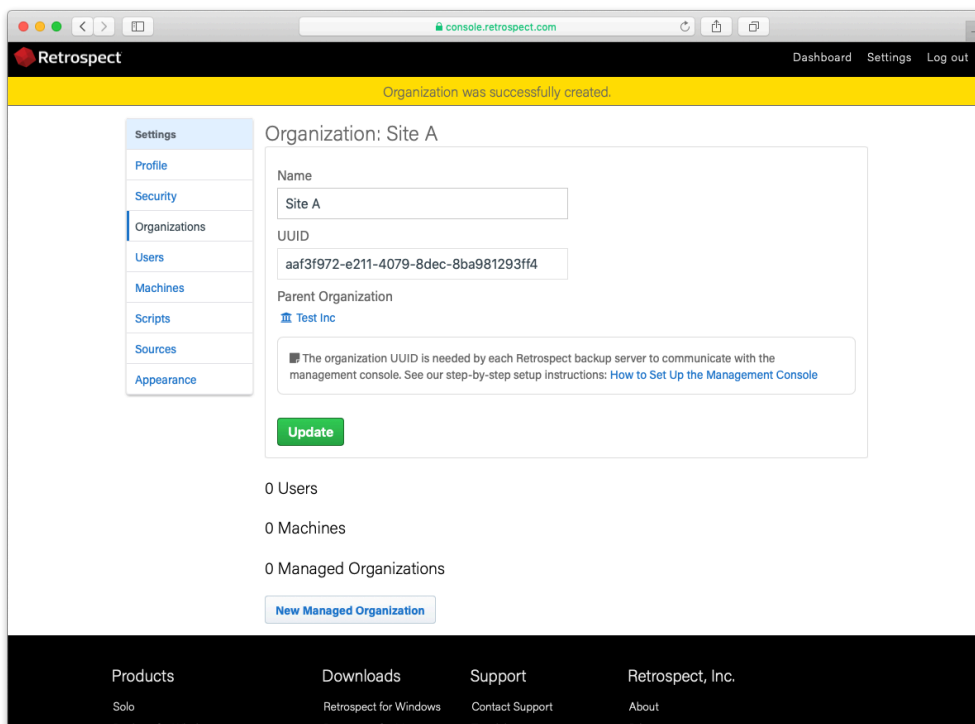 console.retrospect.com
Retrospect
Dashboard Settings Log out
Organization was successfully created.
Settings
Profile
Security
Organizations
Users
Machines
Scripts
Sources
Appearance
Organization: Site A
Name
Site A
UUID
aaf3f972-e211-4079-8dec-8ba981293ff4
Parent Organization
Test Inc
The organization UUID is needed by each Retrospect backup server to communicate with the
management console. See our step-by-step setup instructions: How to Set Up the Management Console
Update
0 Users
0 Machines
0 Managed Organizations
New Managed Organization
Products Downloads Support Retrospect, Inc.
Solo Retrospect for Windows Contact Support About